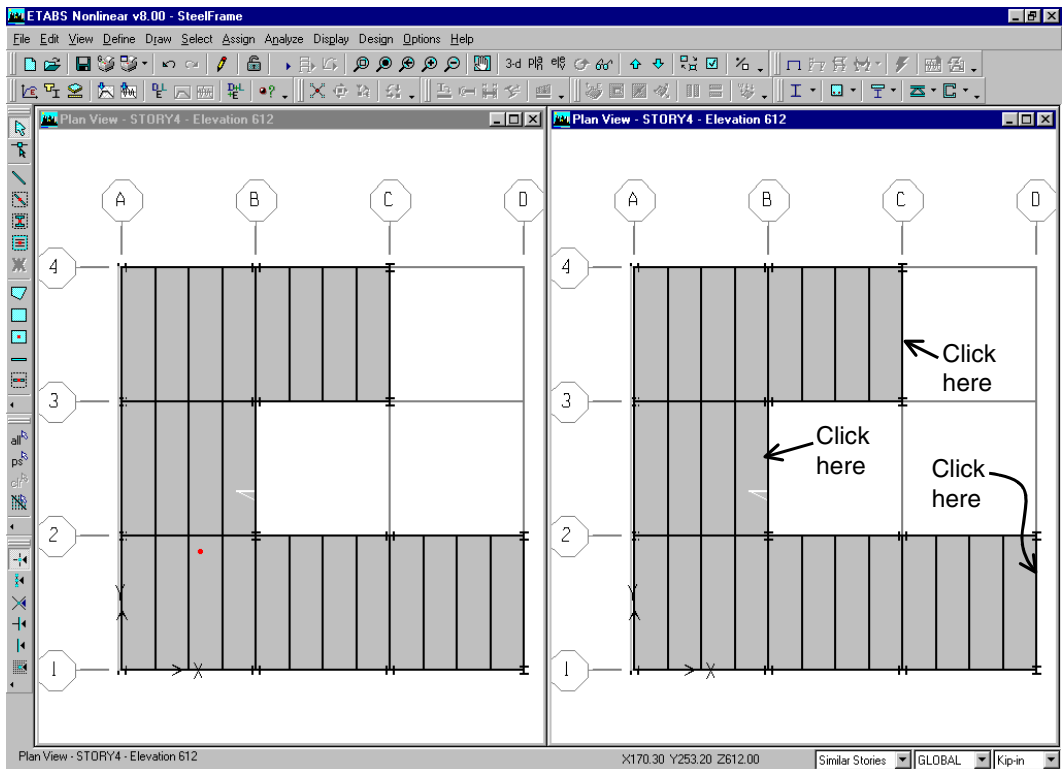 ETABS Nonlinear v8.00 - SteelFrame
File Edit View Define Draw Select Assign Analyze Display Design Options Help
3-d
all
ps
Plan View - STORY4 - Elevation 612
A B C D
4
3
2
1
Y
X
Plan View - STORY4 - Elevation 612
A B C D
4
3
2
1
Y
X
Click
here
Click
here
Click
here
Plan View - STORY4 - Elevation 612
X170.30 Y253.20 Z612.00
Similar Stories
GLOBAL
Kip-in